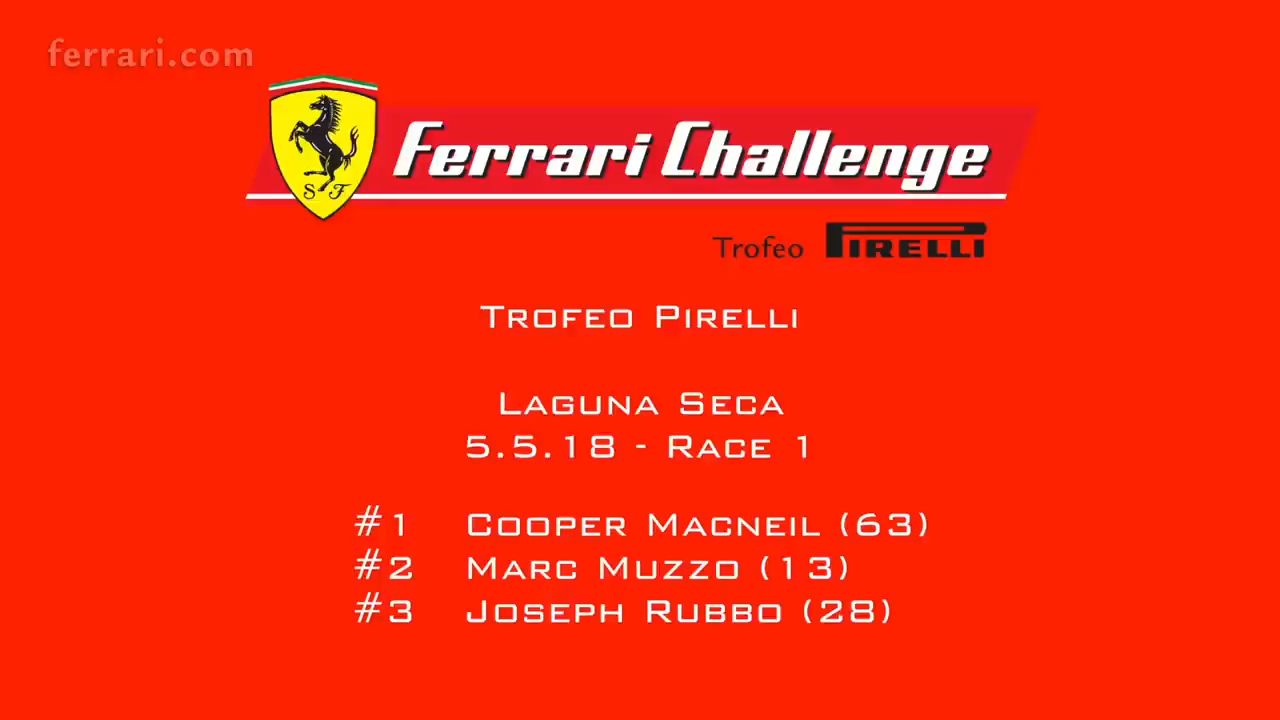 ferrari.com
S F
Ferrari Challenge
Trofeo PIRELLI
Trofeo Pirelli
Laguna Seca
5.5.18 - Race 1
#1 Cooper Macneil (63)
#2 Marc Muzzo (13)
#3 Joseph Rubbo (28)